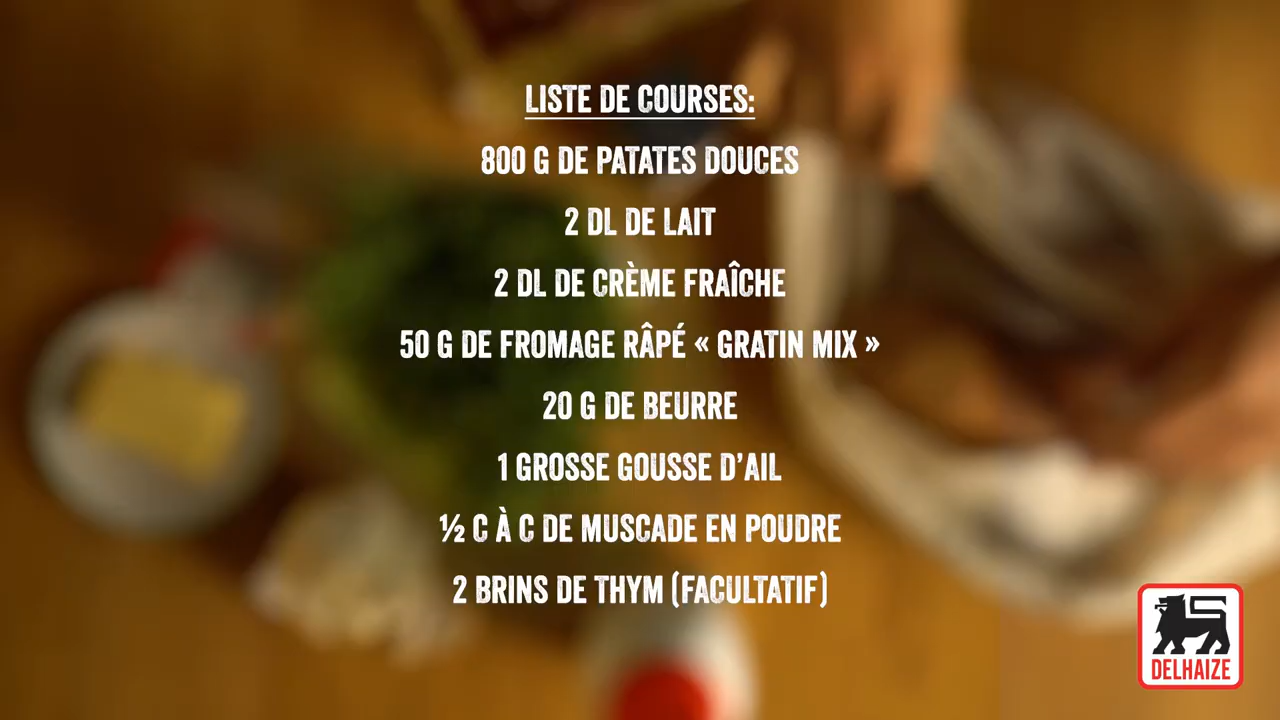 LISTE DE COURSES:
800 G DE PATATES DOUCES
2 DL DE LAIT
2 DL DE CRÈME FRAÎCHE
50 G DE FROMAGE RÂPÉ « GRATIN MIX »
20 G DE BEURRE
1 GROSSE GOUSSE D’AIL
½ C À C DE MUSCADE EN POUDRE
2 BRINS DE THYM (FACULTATIF)
DELHAIZE